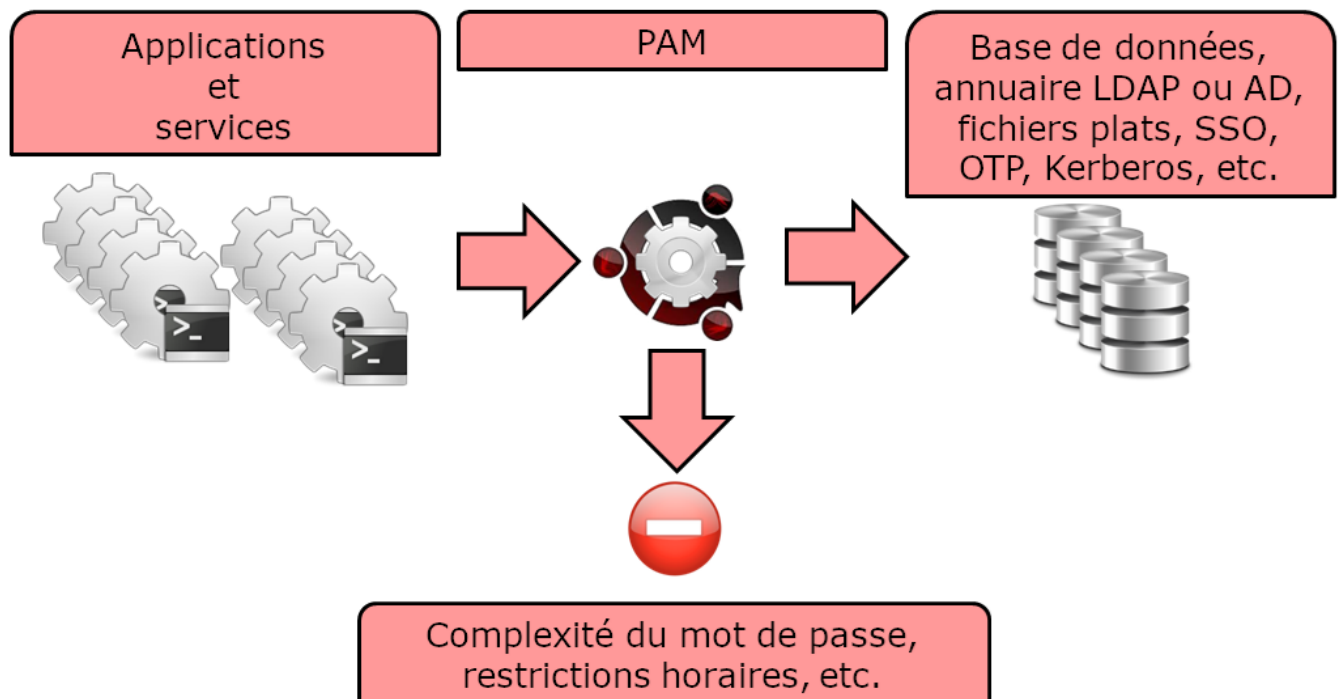 Applications
et
services
PAM
Base de données,
annuaire LDAP ou AD,
fichiers plats, SSO,
OTP, Kerberos, etc.
>_
>_
Complexité du mot de passe,
restrictions horaires, etc.